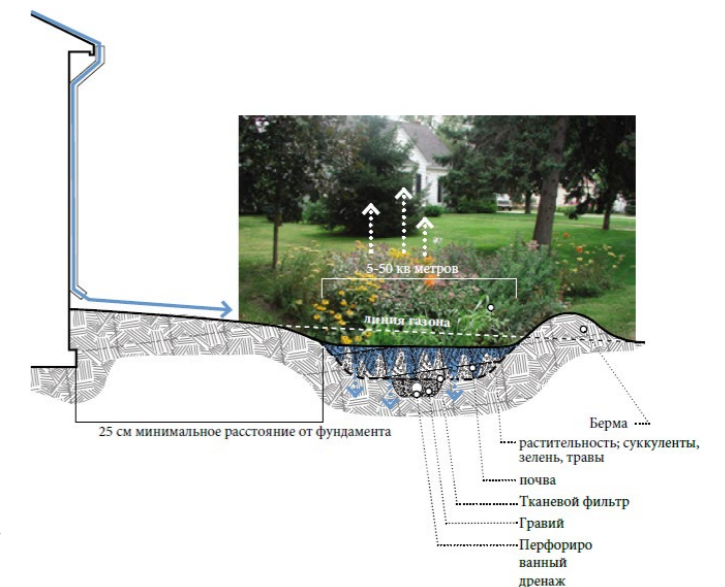 5-50 кв метров
линия газона
25 см минимальное расстояние от фундамента
Берма
растительность; суккуленты,
зелень, травы
почва
Тканевой фильтр
Гравий
Перфориро
ванный
дренаж